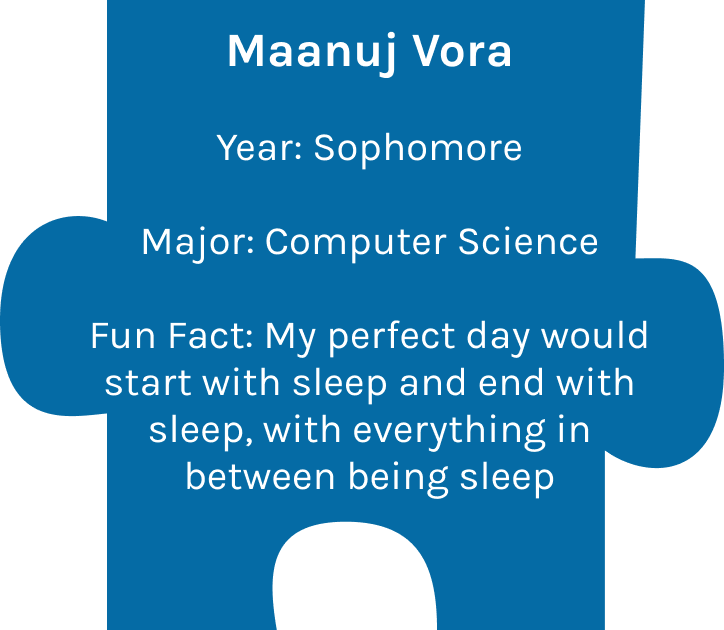 Maanuj Vora
Year: Sophomore
Major: Computer Science
Fun Fact: My perfect day would
start with sleep and end with
sleep, with everything in
between being sleep